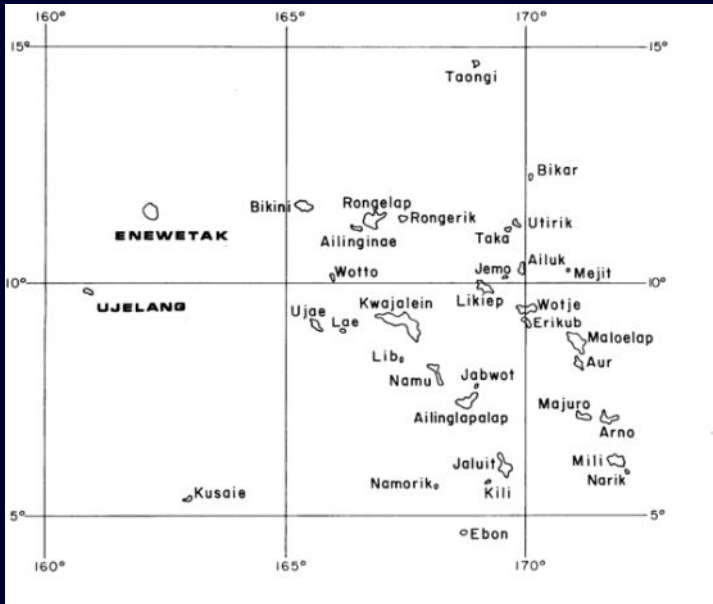 160°
165°
170°
15°
15°
Taongi
Bikar
Bikini
Rongelap
Rongerik
Utirik
ENEWETAK
Ailinginae
Taka
Ailuk
Wotto
Jemo
Mejit
10°
10°
UJELANG
Kwajalein
Likiep
Wotje
Ujae
Lae
Erikub
Maloelap
Lib
Aur
Namu
Jabwot
Ailinglapalap
Majuro
Arno
Jaluit
Mili
Namorik
Kili
Narik
Kusaie
5°
5°
Ebon
160°
165°
170°